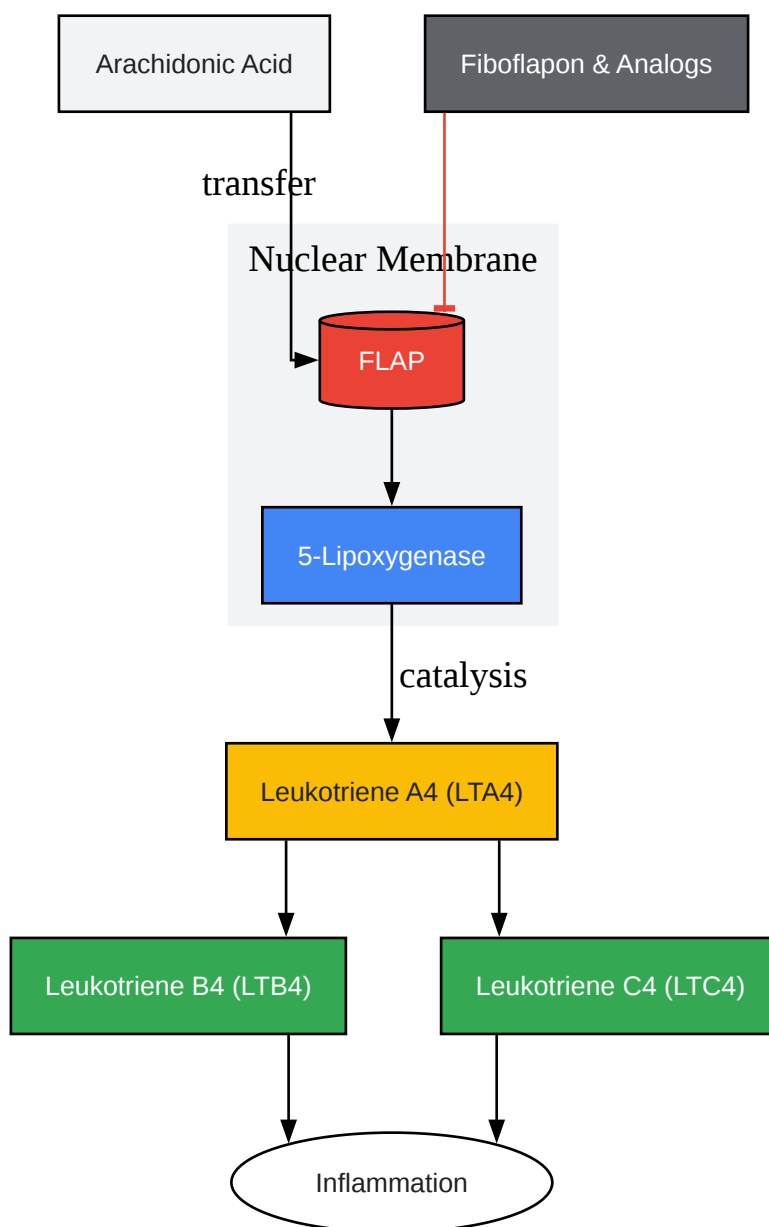 Arachidonic Acid
Fiboflapon & Analogs
transfer
Nuclear Membrane
FLAP
5-Lipoxygenase
catalysis
Leukotriene A4 (LTA4)
Leukotriene B4 (LTB4)
Leukotriene C4 (LTC4)
Inflammation